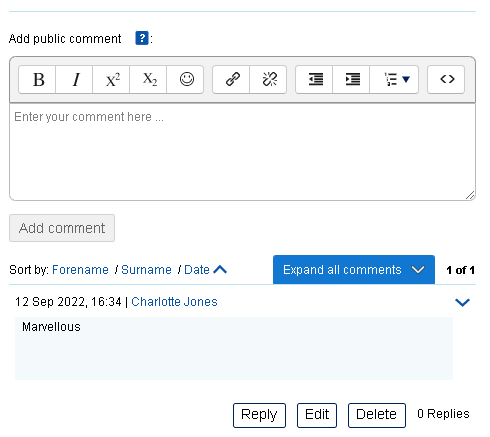 Add public comment ?:
B I X² X₂ <>
Enter your comment here ...
Add comment
Sort by: Forename / Surname / Date Expand all comments 1 of 1
12 Sep 2022, 16:34 | Charlotte Jones
Marvellous
Reply Edit Delete 0 Replies